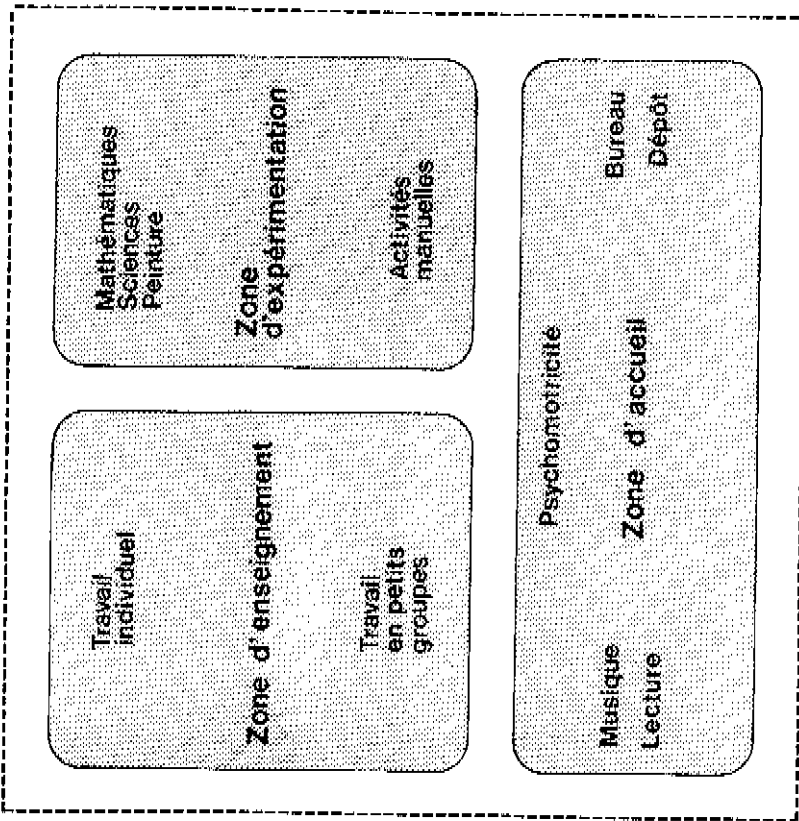 Travail
individuel
Zone d'enseignement
Travail
en petits
groupes
Mathématiques
Sciences
Peinture
Zone
d'expérimentation
Activités
manuelles
Psychomotricité
Musique
Lecture
Zone d'accueil
Bureau
Dépôt